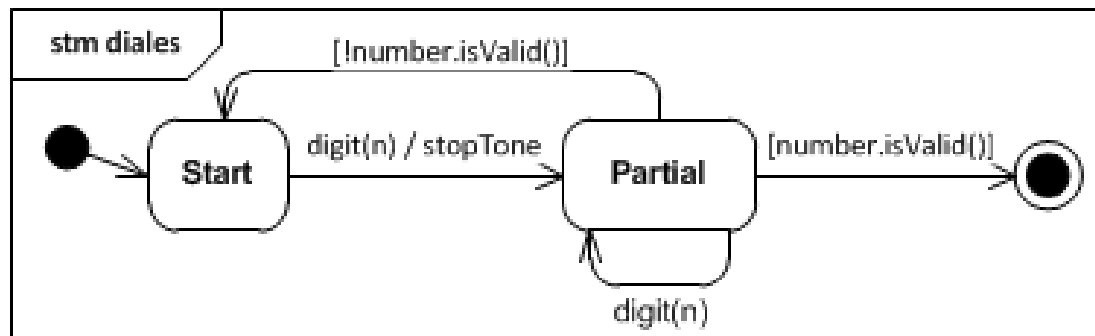 stm diales
[!number.isValid()]
digit(n) / stopTone
[number.isValid()]
Start
Partial
digit(n)